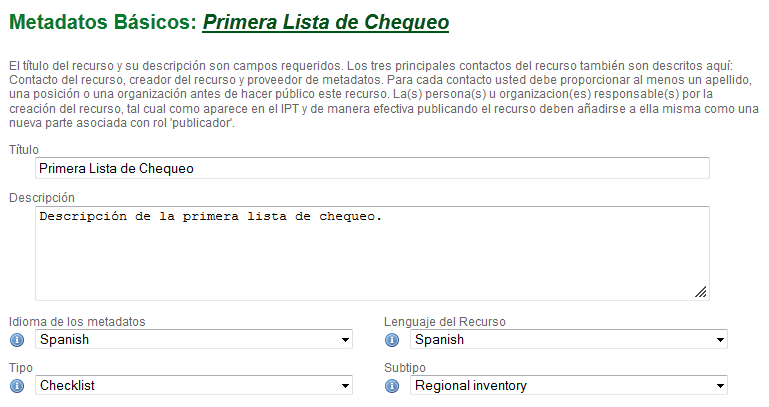 Metadatos Básicos: Primera Lista de Chequeo
El título del recurso y su descripción son campos requeridos. Los tres principales contactos del recurso también son descritos aquí:
Contacto del recurso, creador del recurso y proveedor de metadatos. Para cada contacto usted debe proporcionar al menos un apellido,
una posición o una organización antes de hacer público este recurso. La(s) persona(s) u organizacion(es) responsable(s) por la
creación del recurso, tal cual como aparece en el IPT y de manera efectiva publicando el recurso deben añadirse a ella misma como una
nueva parte asociada con rol 'publicador'.
Título
Primera Lista de Chequeo
Descripción
Descripción de la primera lista de chequeo.
Idioma de los metadatos
Spanish
Lenguaje del Recurso
Spanish
Tipo
Checklist
Subtipo
Regional inventory